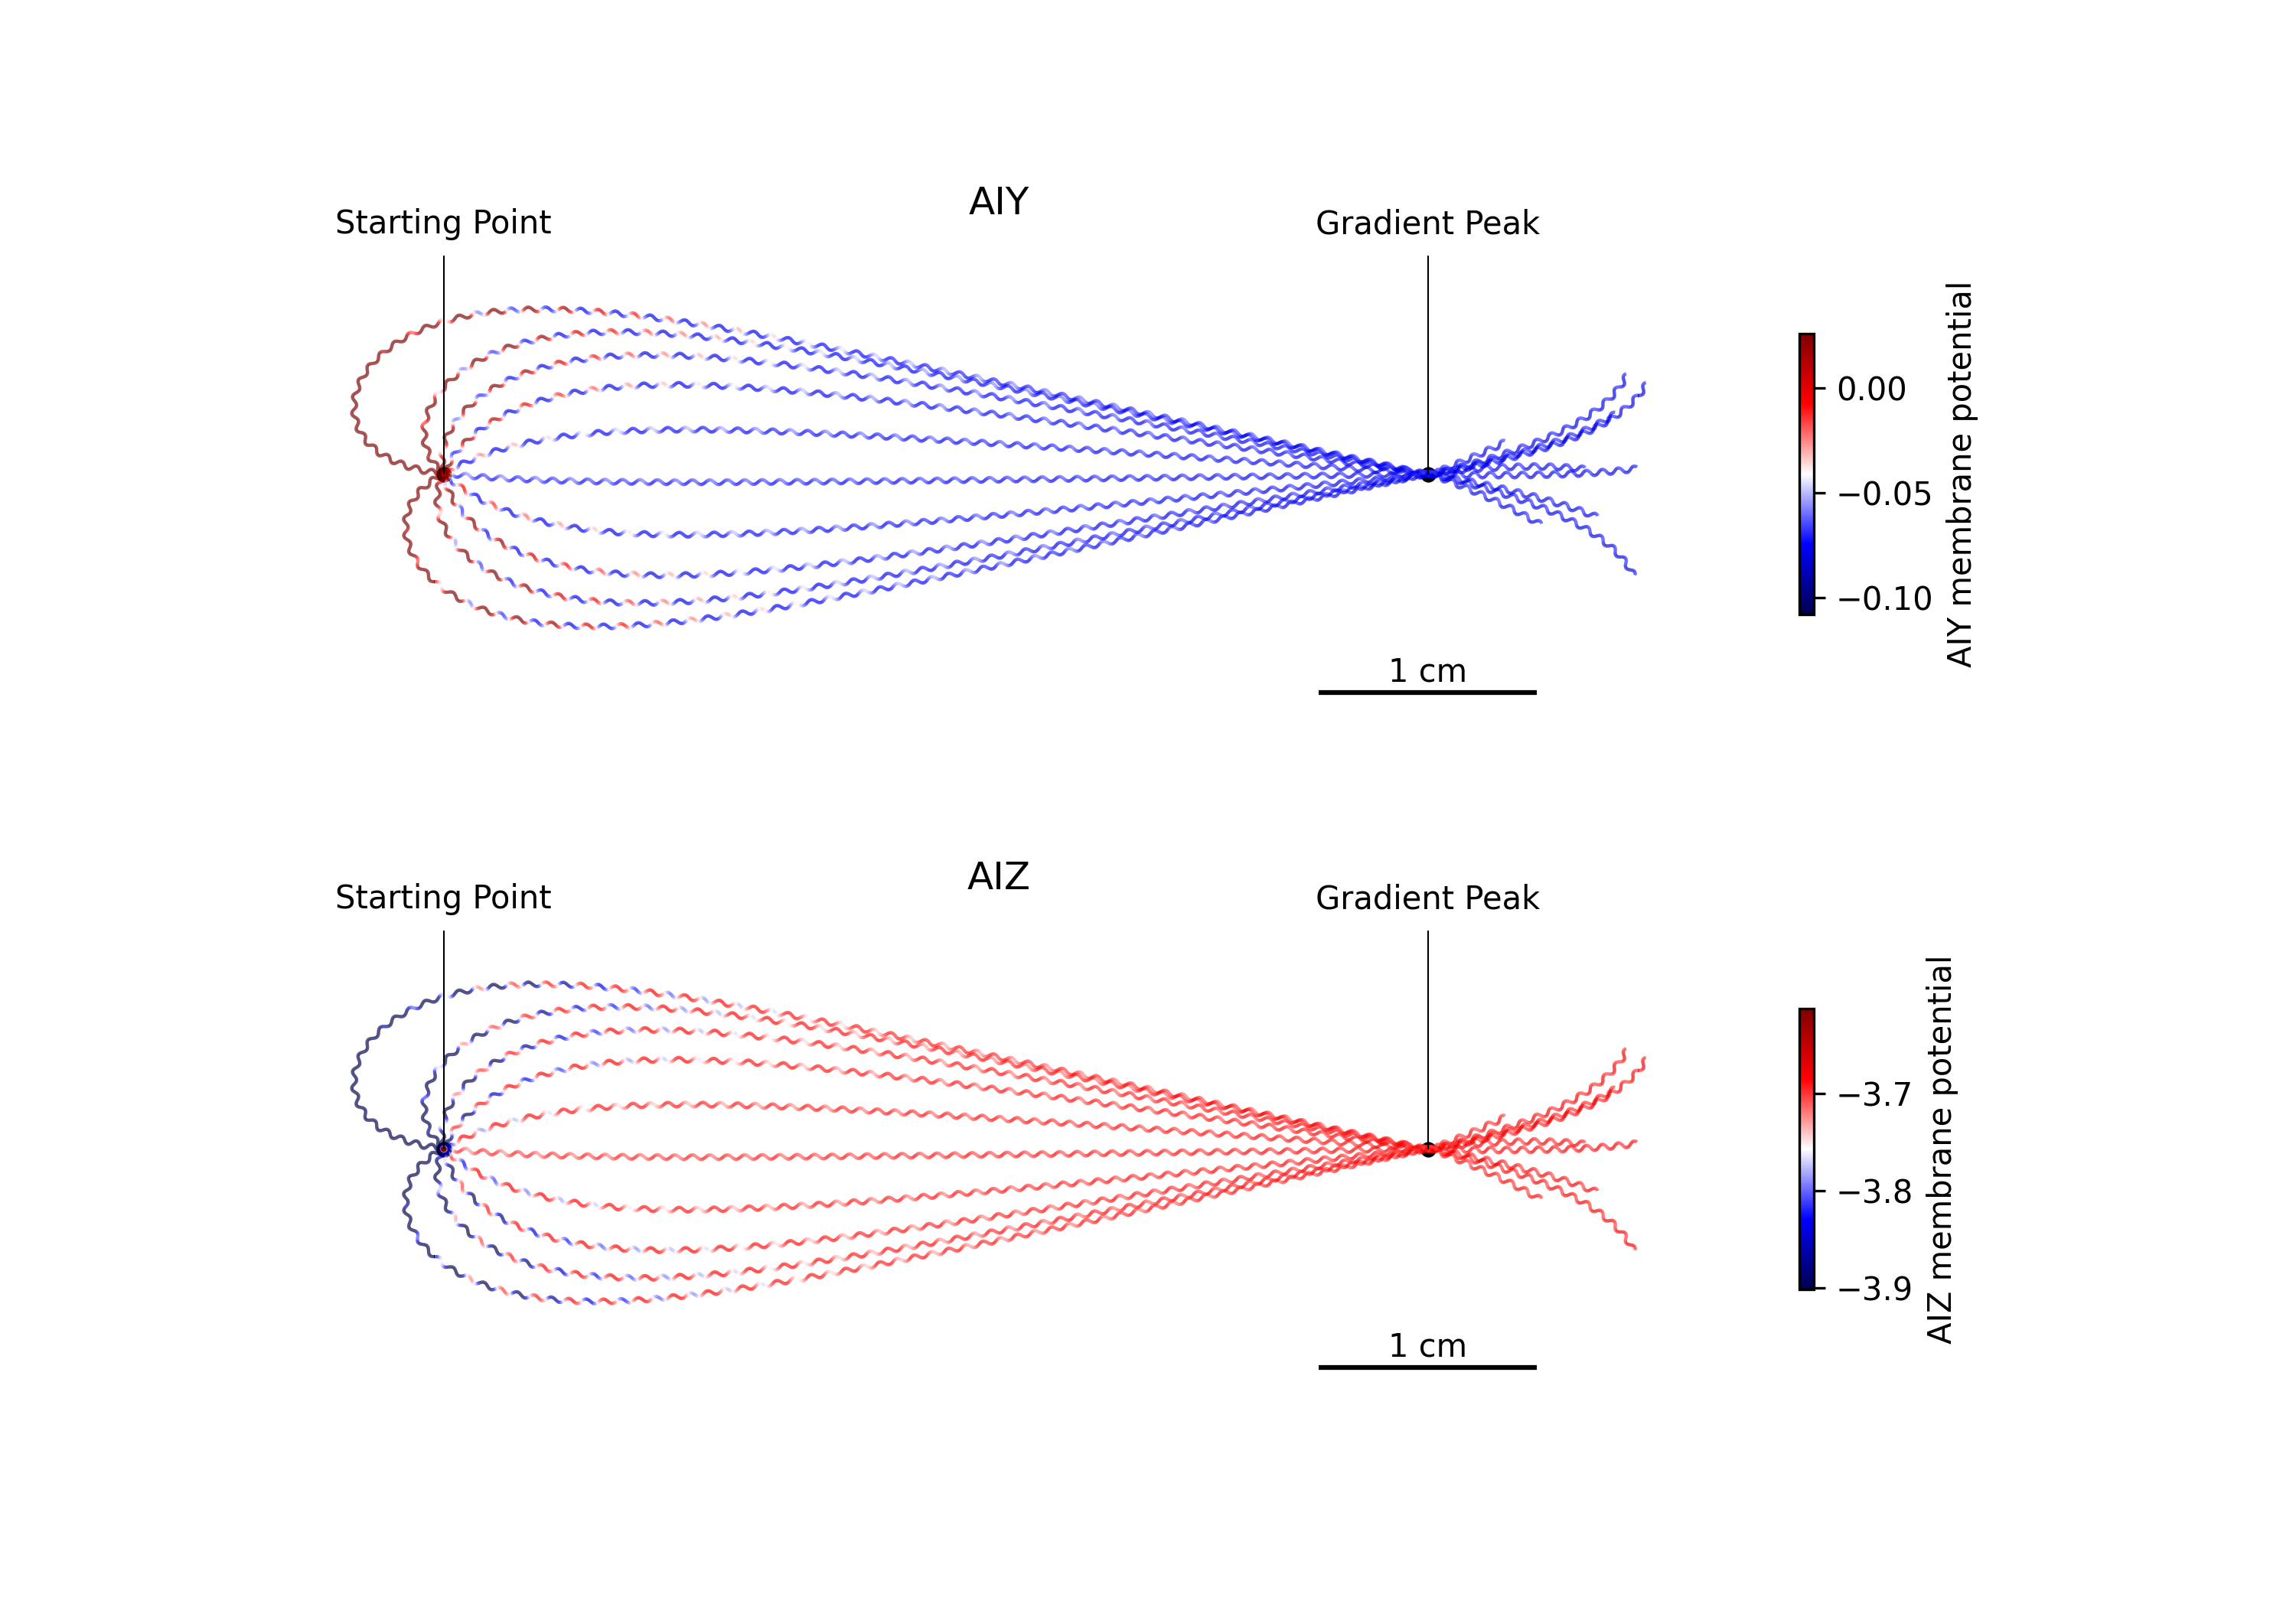 AIY
Starting Point
Gradient Peak
0.00
−0.05
−0.10
AIY membrane potential
1 cm
AIZ
Starting Point
Gradient Peak
−3.7
−3.8
−3.9
AIZ membrane potential
1 cm